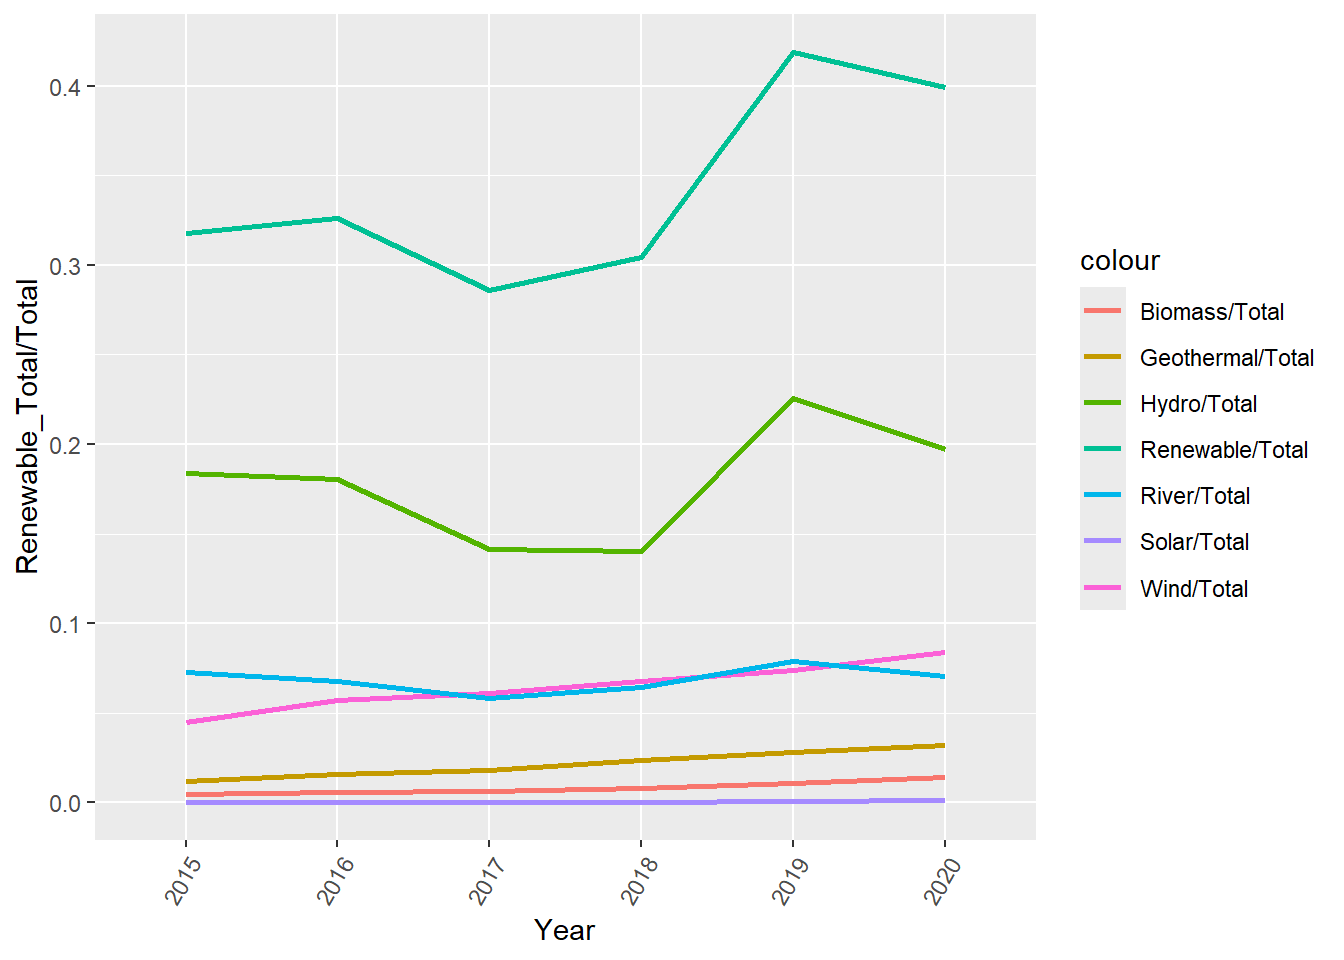 Renewable_Total/Total
0.4
0.3
0.2
0.1
0.0
2015
2016
2017
2018
2019
2020
Year
colour
Biomass/Total
Geothermal/Total
Hydro/Total
Renewable/Total
River/Total
Solar/Total
Wind/Total